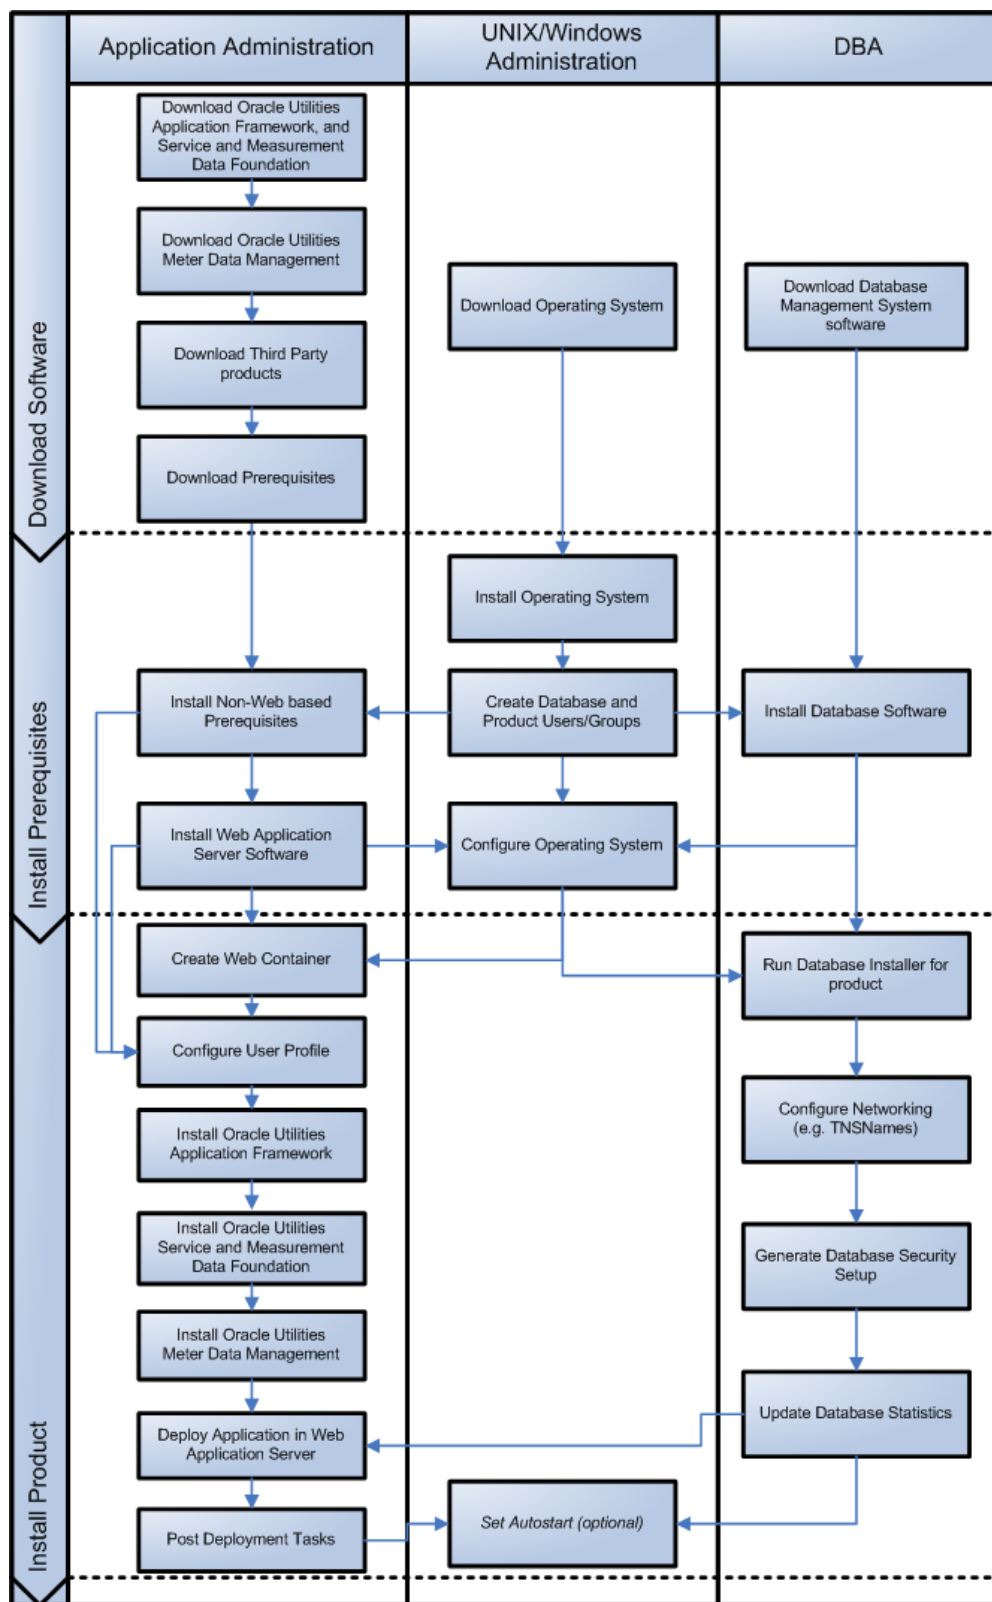 Application Administration
UNIX/Windows
Administration
DBA
Download Software
Download Oracle Utilities
Application Framework, and
Service and Measurement
Data Foundation
Download Oracle Utilities
Meter Data Management
Download Third Party
products
Download Prerequisites
Download Operating System
Download Database
Management System
software
Install Prerequisites
Install Operating System
Install Non-Web based
Prerequisites
Create Database and
Product Users/Groups
Install Database Software
Install Web Application
Server Software
Configure Operating System
Install Product
Create Web Container
Run Database Installer for
product
Configure User Profile
Configure Networking
(e.g. TNSNames)
Install Oracle Utilities
Application Framework
Install Oracle Utilities
Service and Measurement
Data Foundation
Generate Database Security
Setup
Install Oracle Utilities
Meter Data Management
Update Database Statistics
Deploy Application in Web
Application Server
Post Deployment Tasks
Set Autostart (optional)